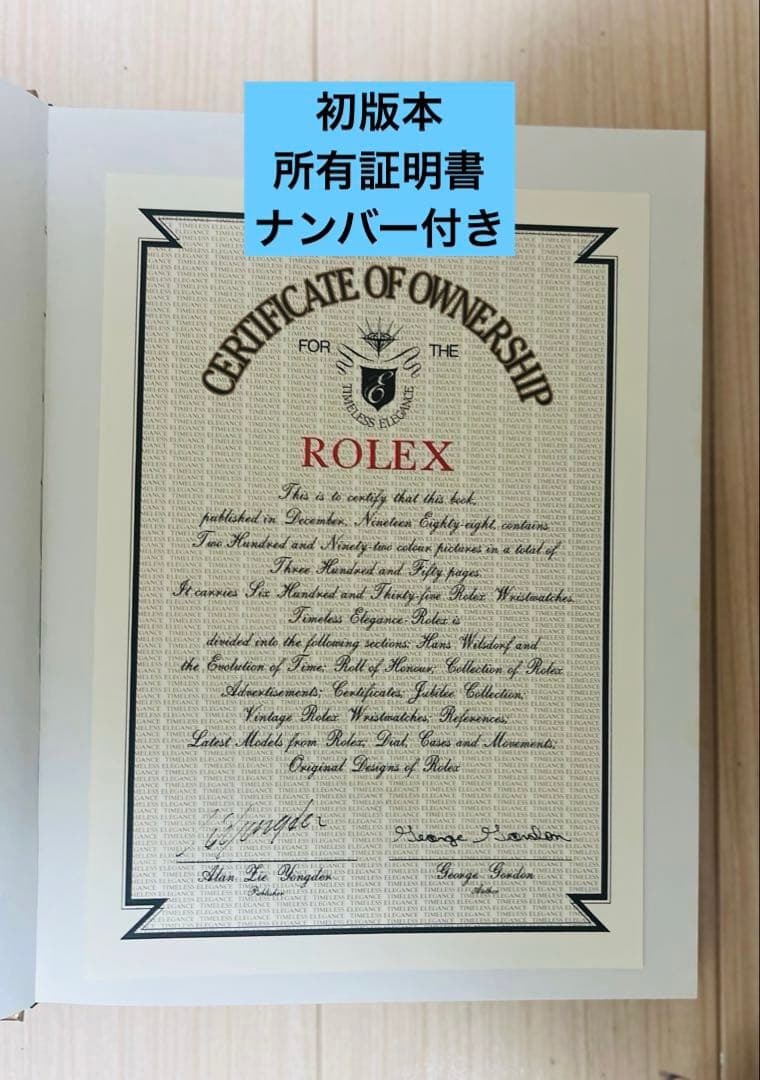 初版本
所有証明書
ナンバー付き
CERTIFICATE OF OWNERSHIP
FOR THE
E
TIMELESS ELEGANCE
ROLEX
This is to certify that this book,
published in December, Nineteen Eighty-eight, contains
Two Hundred and Ninety-two colour pictures in a total of
Three Hundred and Fifty pages.
It carries Six Hundred and Thirty-five Rolex Wristwatches.
Timeless Elegance-Rolex is
divided into the following sections: Hans Wilsdorf and
the Evolution of Time; Roll of Honour; Collection of Rolex
Advertisements; Certificates; Jubilee Collection;
Vintage Rolex Wristwatches; References;
Latest Models from Rolex; Dial, Cases and Movements;
Original Designs of Rolex
George Gordon
Alan Zie Yongder
George Gordon
Publisher
Author